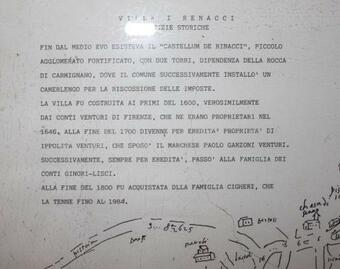 VILLA I RENACCI
NOTIZIE STORICHE
FIN DAL MEDIO EVO ESISTEVA IL "CASTELLUM DE RIBACCI", PICCOLO
AGGLOMERATO FORTIFICATO, CON DUE TORRI, DIPENDENZA DELLA ROCCA
DI CARMIGNANO, DOVE IL COMUNE SUCCESSIVAMENTE INSTALLO' UN
CAMERLENGO PER LA RISCOSSIONE DELLE IMPOSTE.
LA VILLA FU COSTRUITA AI PRIMI DEL 1600, VEROSIMILMENTE
DAI CONTI VENTURI DI FIRENZE, CHE NE ERANO PROPRIETARI NEL
1646, ALLA FINE DEL 1700 DIVENNE PER EREDITA' PROPRIETA' DI
IPPOLITA VENTURI, CHE SPOSO' IL MARCHESE PAOLO GARZONI VENTURI.
SUCCESSIVAMENTE, SEMPRE PER EREDITA', PASSO' ALLA FAMIGLIA DEI
CONTI GINORI-LISCI.
ALLA FINE DEL 1800 FU ACQUISTATA DLLA FAMIGLIA CIGHERI, CHE
LA TENNE FINO AL 1984.